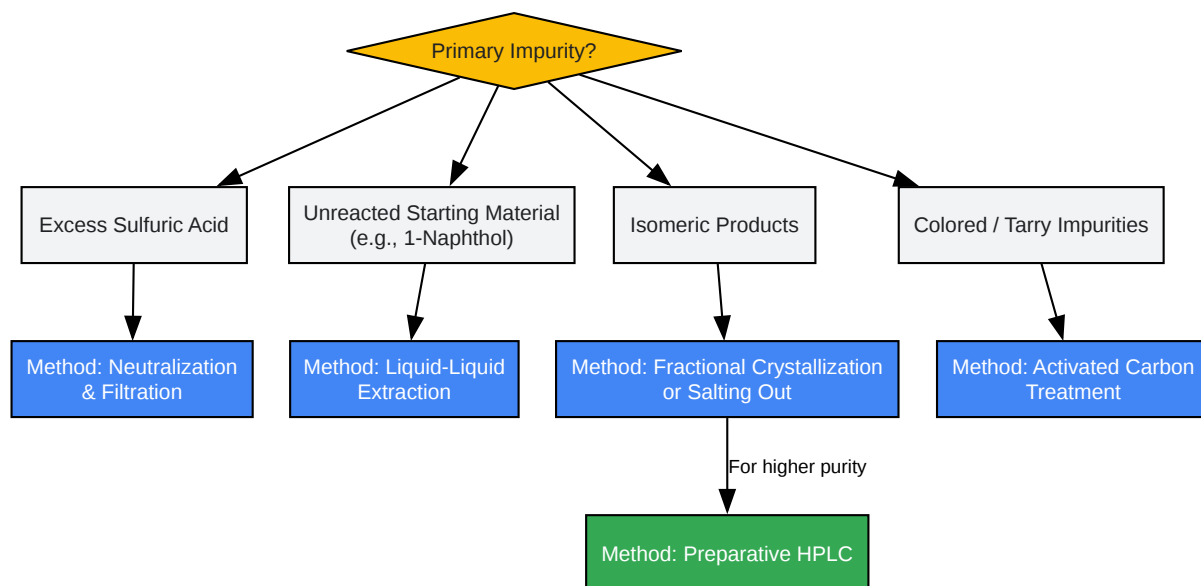 Primary Impurity?
Excess Sulfuric Acid
Unreacted Starting Material
(e.g., 1-Naphthol)
Isomeric Products
Colored / Tarry Impurities
Method: Neutralization
& Filtration
Method: Liquid-Liquid
Extraction
Method: Fractional Crystallization
or Salting Out
Method: Activated Carbon
Treatment
For higher purity
Method: Preparative HPLC